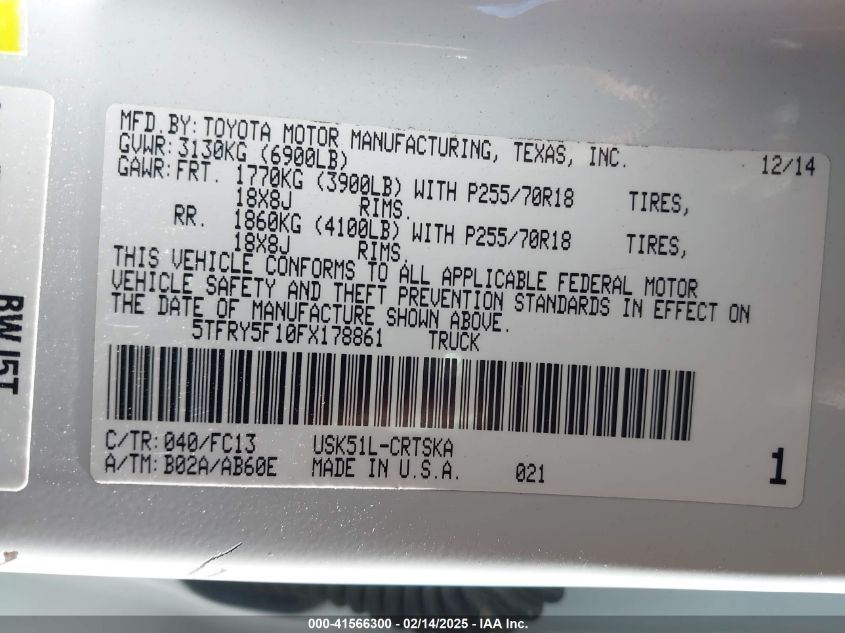 MFD.BY: TOYOTA MOTOR MANUFACTURING, TEXAS, INC. 12/14
GVWR: 3130KG (6900LB)
GAWR: FRT. 1770KG (3900LB) WITH P255/70R18 TIRES,
18X8J RIMS.
RR. 1860KG (4100LB) WITH P255/70R18 TIRES,
18X8J RIMS.
THIS VEHICLE CONFORMS TO ALL APPLICABLE FEDERAL MOTOR
VEHICLE SAFETY AND THEFT PREVENTION STANDARDS IN EFFECT ON
THE DATE OF MANUFACTURE SHOWN ABOVE.
5TFRY5F10FX178861 TRUCK
C/TR: 040/FC13 USK51L-CRTSKA
A/TM: B02A/AB60E MADE IN U.S.A. 021 1
RW 15T
000-41566300 - 02/14/2025 - IAA Inc.